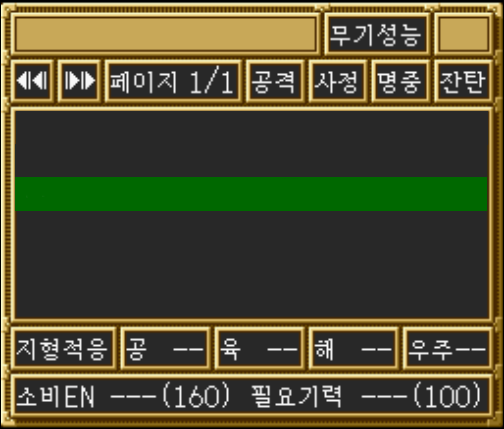 무기성능
페이지 1/1 공격 사정 명중 잔탄
지형적응 공 -- 육 -- 해 -- 우주--
소비EN ---(160) 필요기력 ---(100)